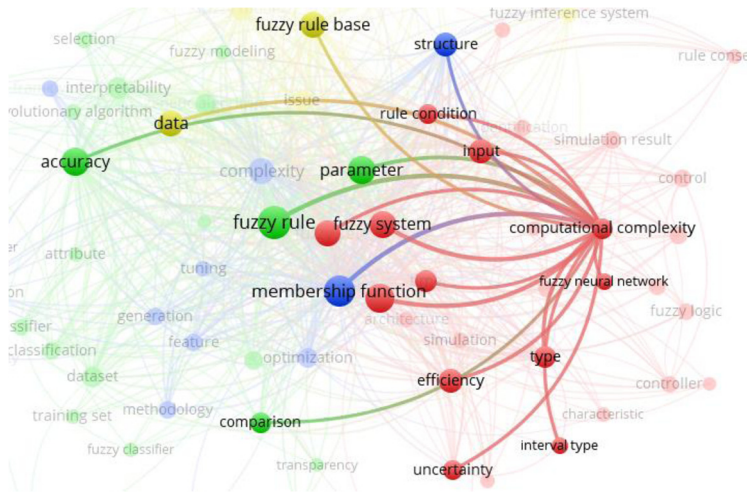 fuzzy rule base
fuzzy inference system
selection
structure
fuzzy modeling
rule conse
interpretability
issue
volutionary algorithm
rule condition
data
simulation result
input
accuracy
complexity
parameter
control
fuzzy rule
fuzzy system
computational complexity
attribute
tuning
fuzzy neural network
membership function
generation
architecture
fuzzy logic
ssifier
feature
simulation
classification
optimization
type
dataset
efficiency
controller
training set
methodology
comparison
characteristic
fuzzy classifier
interval type
transparency
uncertainty